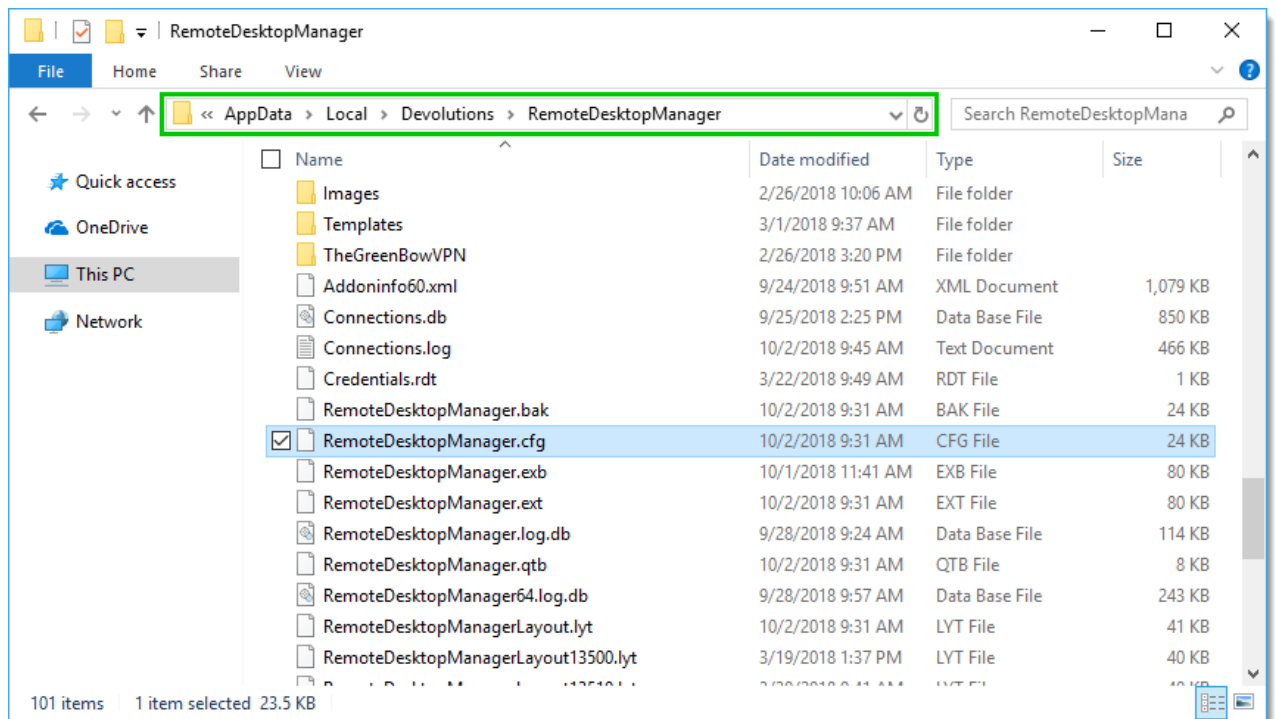 RemoteDesktopManager
File Home Share View
« AppData > Local > Devolutions > RemoteDesktopManager
Search RemoteDesktopMana
Quick access
OneDrive
This PC
Network
Name Date modified Type Size
Images 2/26/2018 10:06 AM File folder
Templates 3/1/2018 9:37 AM File folder
TheGreenBowVPN 2/26/2018 3:20 PM File folder
Addoninfo60.xml 9/24/2018 9:51 AM XML Document 1,079 KB
Connections.db 9/25/2018 2:25 PM Data Base File 850 KB
Connections.log 10/2/2018 9:45 AM Text Document 466 KB
Credentials.rdt 3/22/2018 9:49 AM RDT File 1 KB
RemoteDesktopManager.bak 10/2/2018 9:31 AM BAK File 24 KB
RemoteDesktopManager.cfg 10/2/2018 9:31 AM CFG File 24 KB
RemoteDesktopManager.exb 10/1/2018 11:41 AM EXB File 80 KB
RemoteDesktopManager.ext 10/2/2018 9:31 AM EXT File 80 KB
RemoteDesktopManager.log.db 9/28/2018 9:24 AM Data Base File 114 KB
RemoteDesktopManager.qtb 10/2/2018 9:31 AM QTB File 8 KB
RemoteDesktopManager64.log.db 9/28/2018 9:57 AM Data Base File 243 KB
RemoteDesktopManagerLayout.lyt 10/2/2018 9:31 AM LYT File 41 KB
RemoteDesktopManagerLayout13500.lyt 3/19/2018 1:37 PM LYT File 40 KB
101 items 1 item selected 23.5 KB